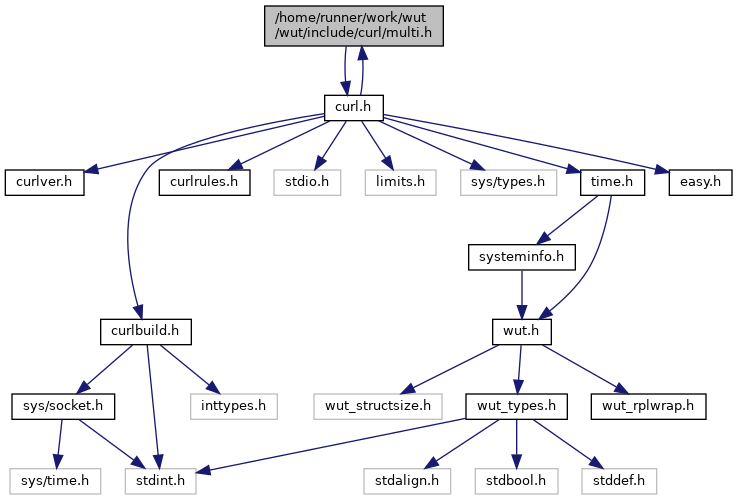 /home/runner/work/wut
/wut/include/curl/multi.h
curl.h
curlver.h
curlrules.h
stdio.h
limits.h
sys/types.h
time.h
easy.h
systeminfo.h
curlbuild.h
wut.h
sys/socket.h
inttypes.h
wut_structsize.h
wut_types.h
wut_rplwrap.h
sys/time.h
stdint.h
stdalign.h
stdbool.h
stddef.h